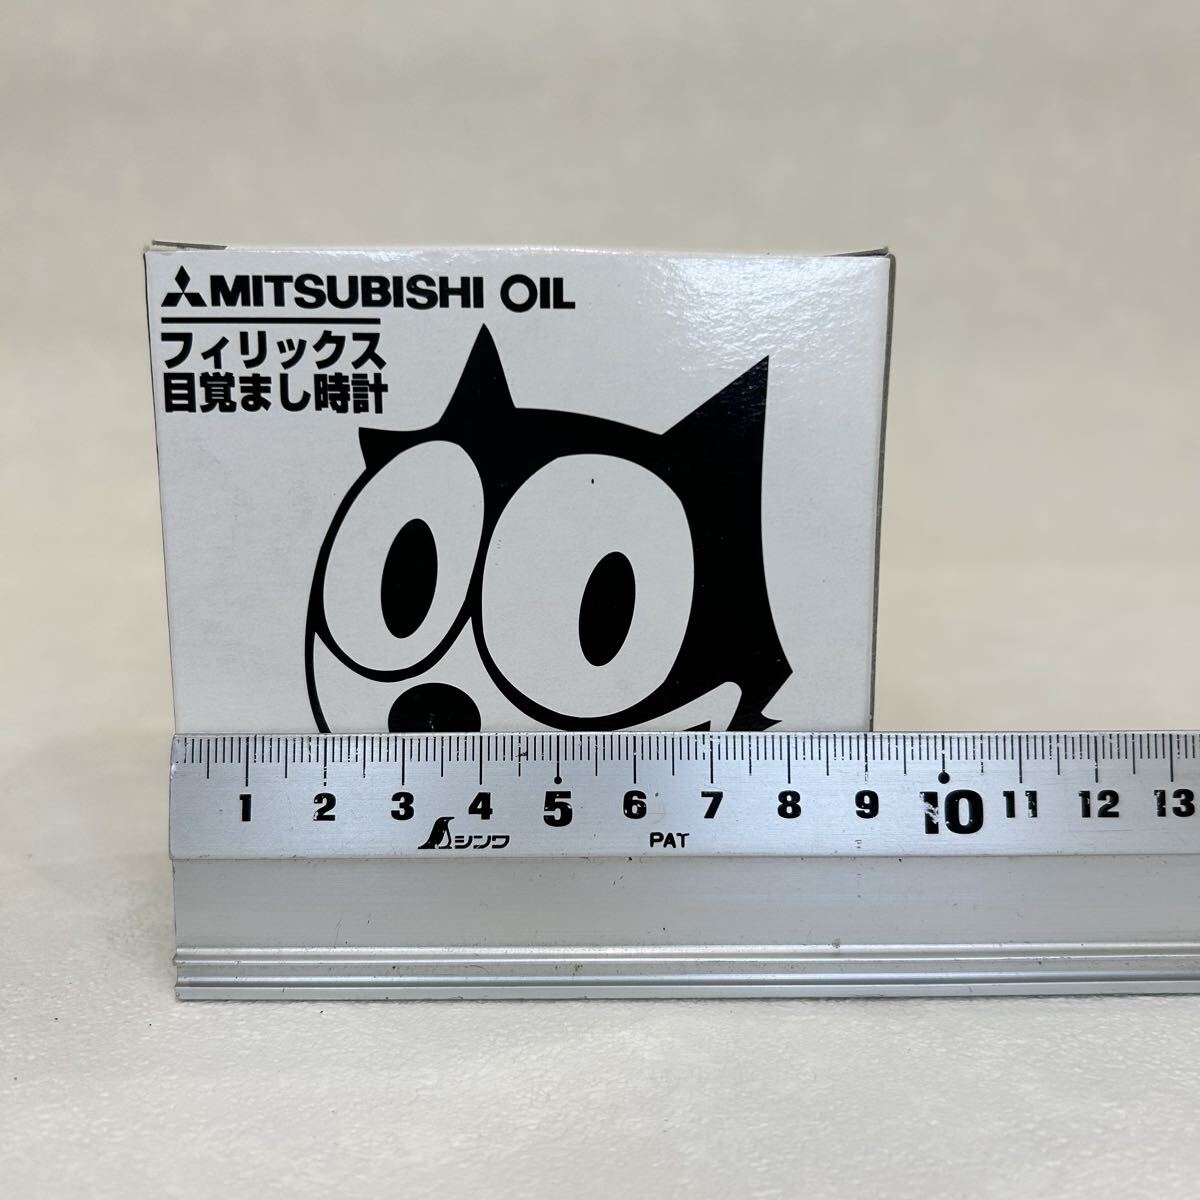 MITSUBISHI OIL
フィリックス
目覚まし時計
1 2 3 4 5 6 7 8 9 10 11 12 13
シンワ PAT